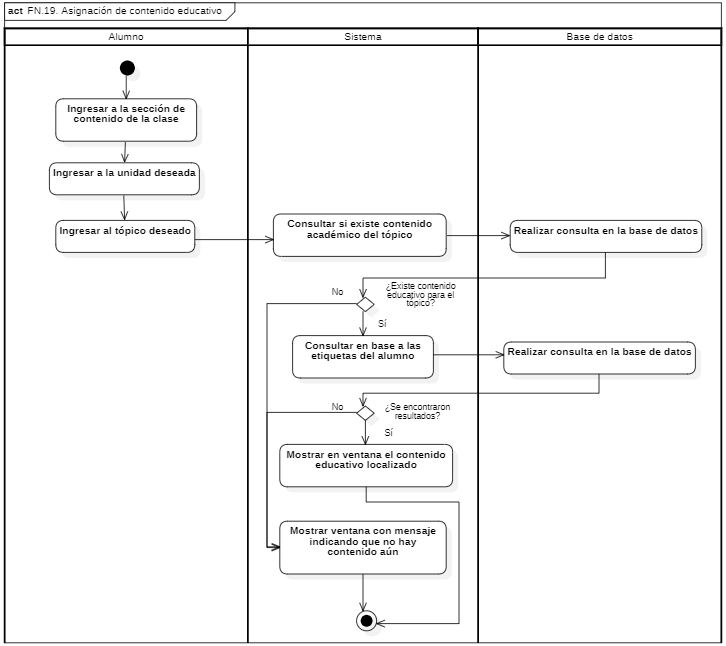 act FN.19. Asignación de contenido educativo
Alumno
Sistema
Base de datos
Ingresar a la sección de
contenido de la clase
Ingresar a la unidad deseada
Ingresar al tópico deseado
Consultar si existe contenido
académico del tópico
Realizar consulta en la base de datos
No
¿Existe contenido
educativo para el
tópico?
Sí
Consultar en base a las
etiquetas del alumno
Realizar consulta en la base de datos
No
¿Se encontraron
resultados?
Sí
Mostrar en ventana el contenido
educativo localizado
Mostrar ventana con mensaje
indicando que no hay
contenido aún